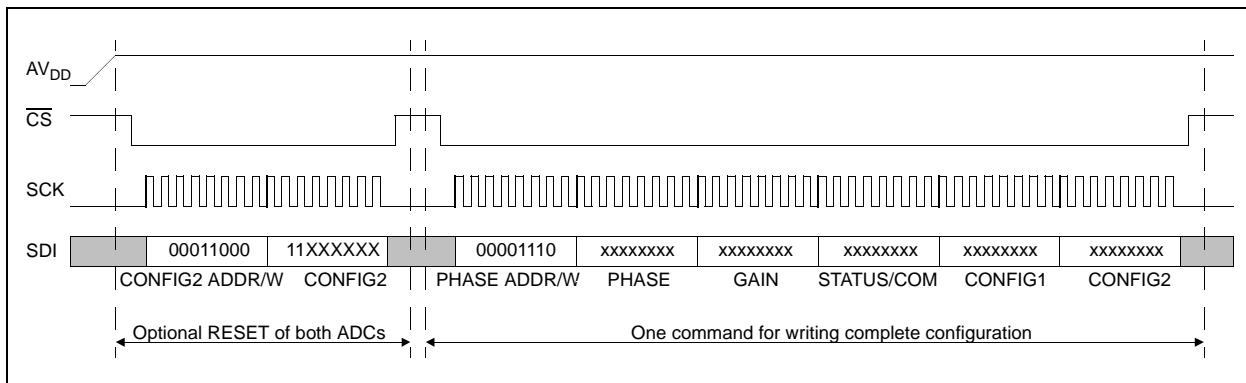 AVDD
CS
SCK
SDI 00011000 11XXXXXX 00001110 xxxxxxxx xxxxxxxx xxxxxxxx xxxxxxxx xxxxxxxx
CONFIG2 ADDR/W CONFIG2 PHASE ADDR/W PHASE GAIN STATUS/COM CONFIG1 CONFIG2
Optional RESET of both ADCs One command for writing complete configuration